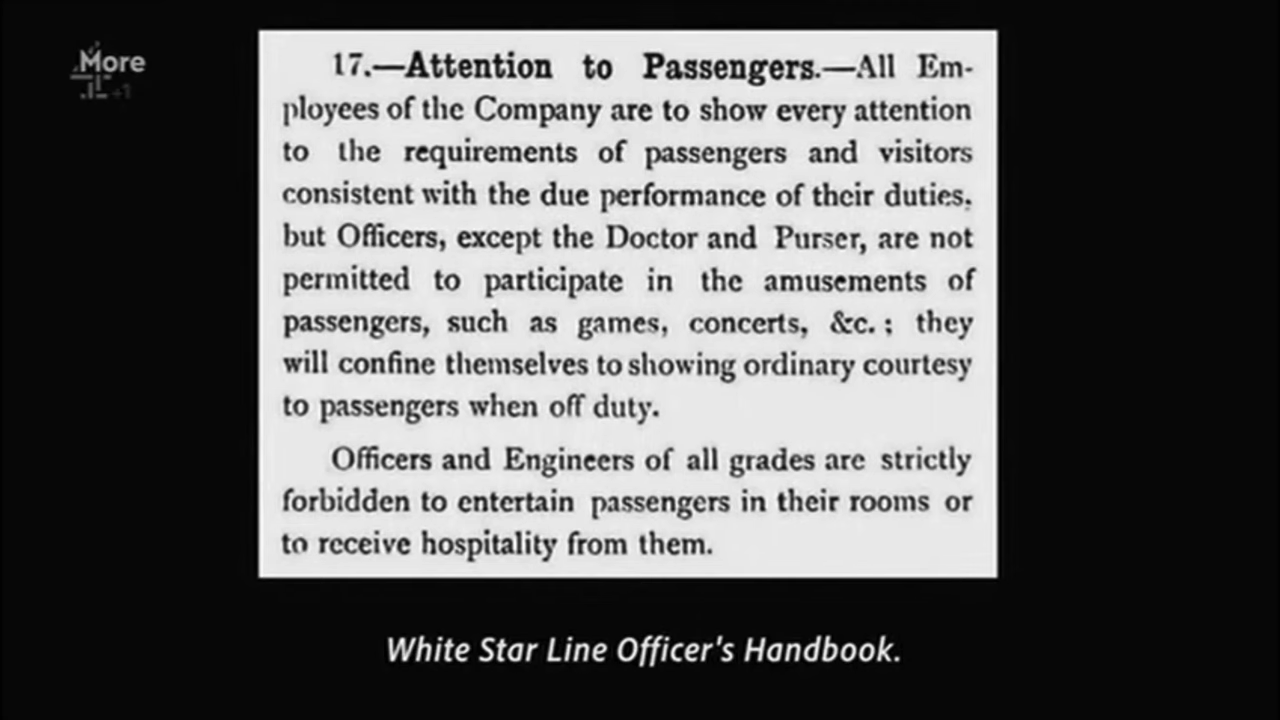 More
4+1
17.—Attention to Passengers.—All Em-
ployees of the Company are to show every attention
to the requirements of passengers and visitors
consistent with the due performance of their duties,
but Officers, except the Doctor and Purser, are not
permitted to participate in the amusements of
passengers, such as games, concerts, &c. ; they
will confine themselves to showing ordinary courtesy
to passengers when off duty.
Officers and Engineers of all grades are strictly
forbidden to entertain passengers in their rooms or
to receive hospitality from them.
White Star Line Officer's Handbook.